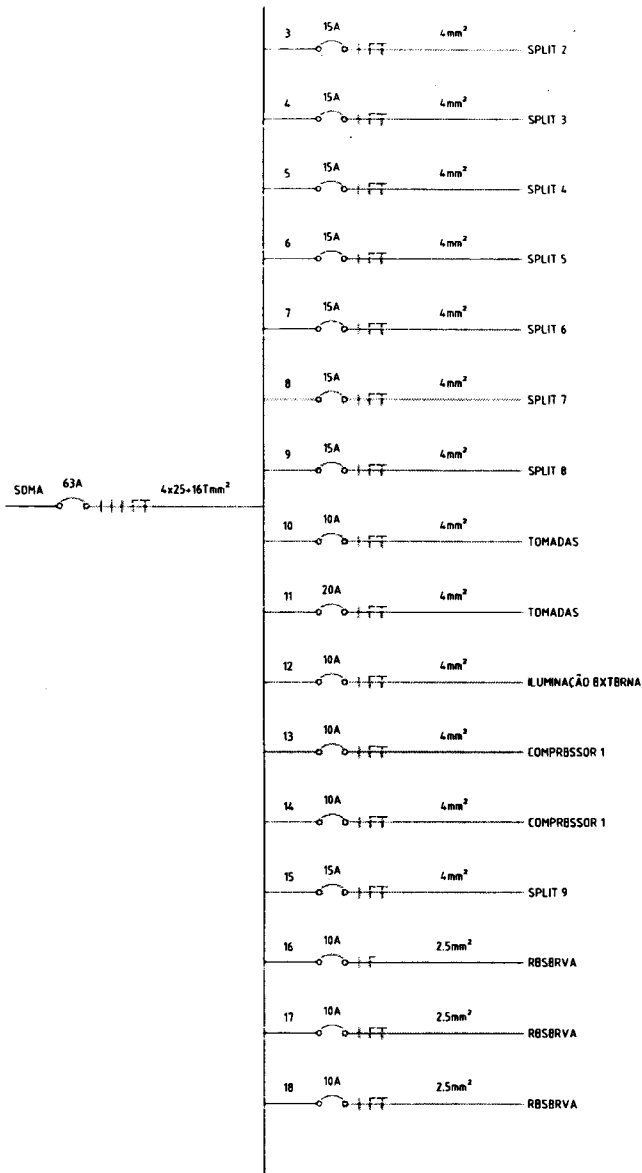 3 15A 4mm² SPLIT 2
4 15A 4mm² SPLIT 3
5 15A 4mm² SPLIT 4
6 15A 4mm² SPLIT 5
7 15A 4mm² SPLIT 6
8 15A 4mm² SPLIT 7
9 15A 4mm² SPLIT 8
SOMA 63A 4x25+16Tmm²
10 10A 4mm² TOMADAS
11 20A 4mm² TOMADAS
12 10A 4mm² ILUMINAÇÃO BXTBRNA
13 10A 4mm² COMPRBSSOR 1
14 10A 4mm² COMPRBSSOR 1
15 15A 4mm² SPLIT 9
16 10A 2.5mm² RBSBRVA
17 10A 2.5mm² RBSBRVA
18 10A 2.5mm² RBSBRVA